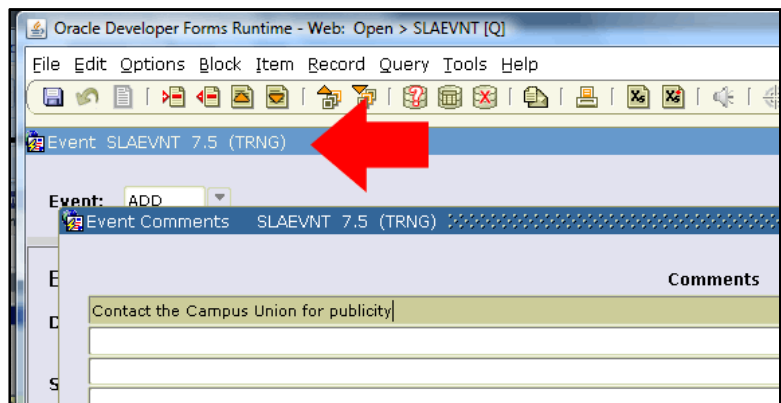 Oracle Developer Forms Runtime - Web: Open > SLAEVNT [Q]
File Edit Options Block Item Record Query Tools Help
Event SLAEVNT 7.5 (TRNG)
Event: ADD
Event Comments SLAEVNT 7.5 (TRNG)
E
Comments
Contact the Campus Union for publicity
D
S